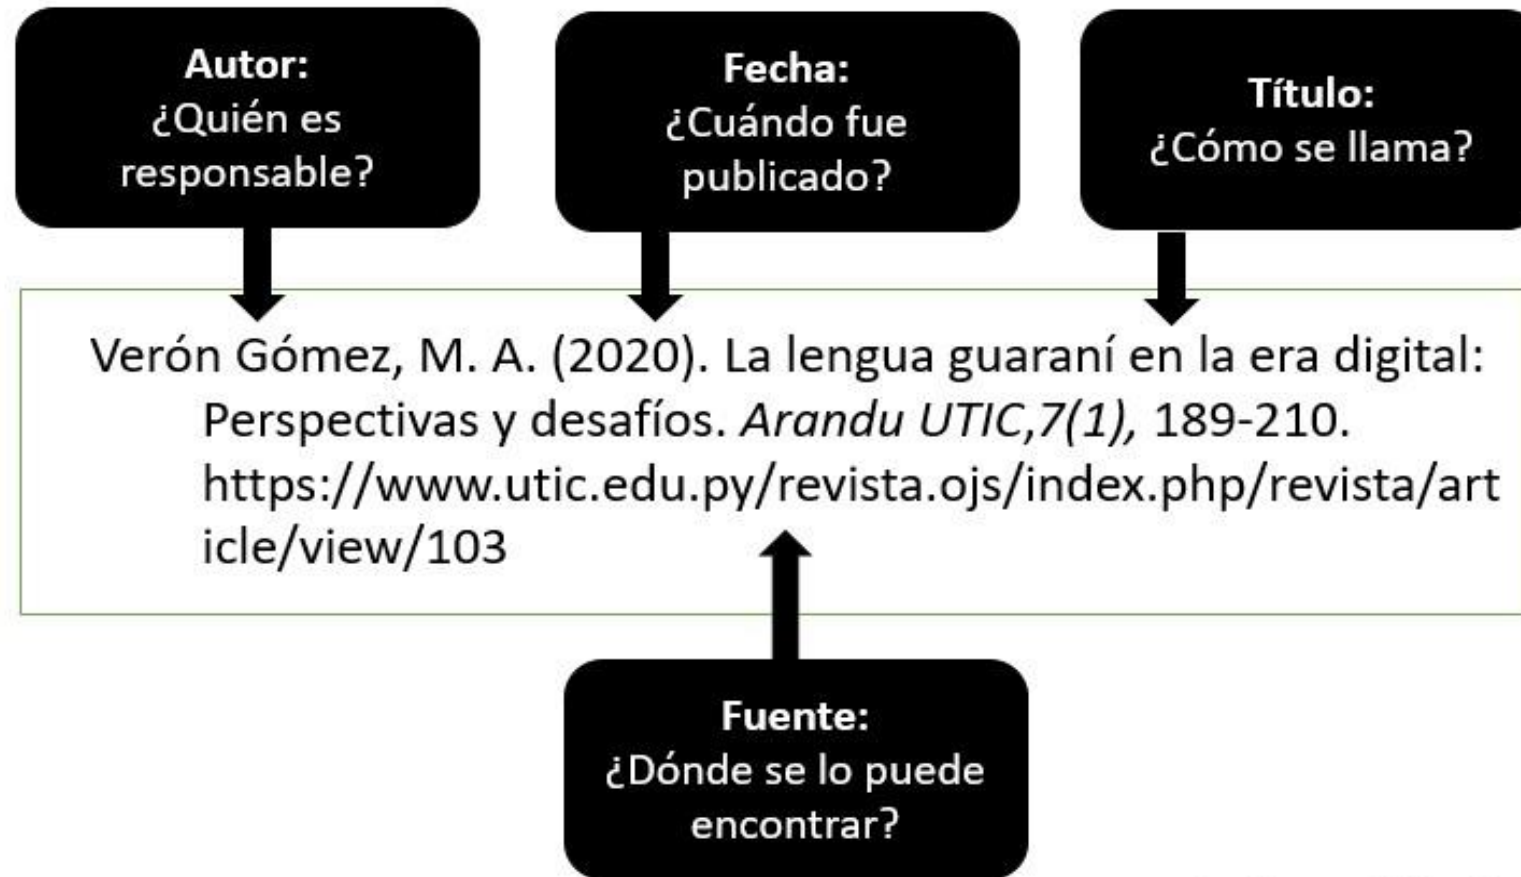 Autor:
¿Quién es
responsable?
Fecha:
¿Cuándo fue
publicado?
Título:
¿Cómo se llama?
Verón Gómez, M. A. (2020). La lengua guaraní en la era digital:
Perspectivas y desafíos. Arandu UTIC,7(1), 189-210.
https://www.utic.edu.py/revista.ojs/index.php/revista/art
icle/view/103
Fuente:
¿Dónde se lo puede
encontrar?